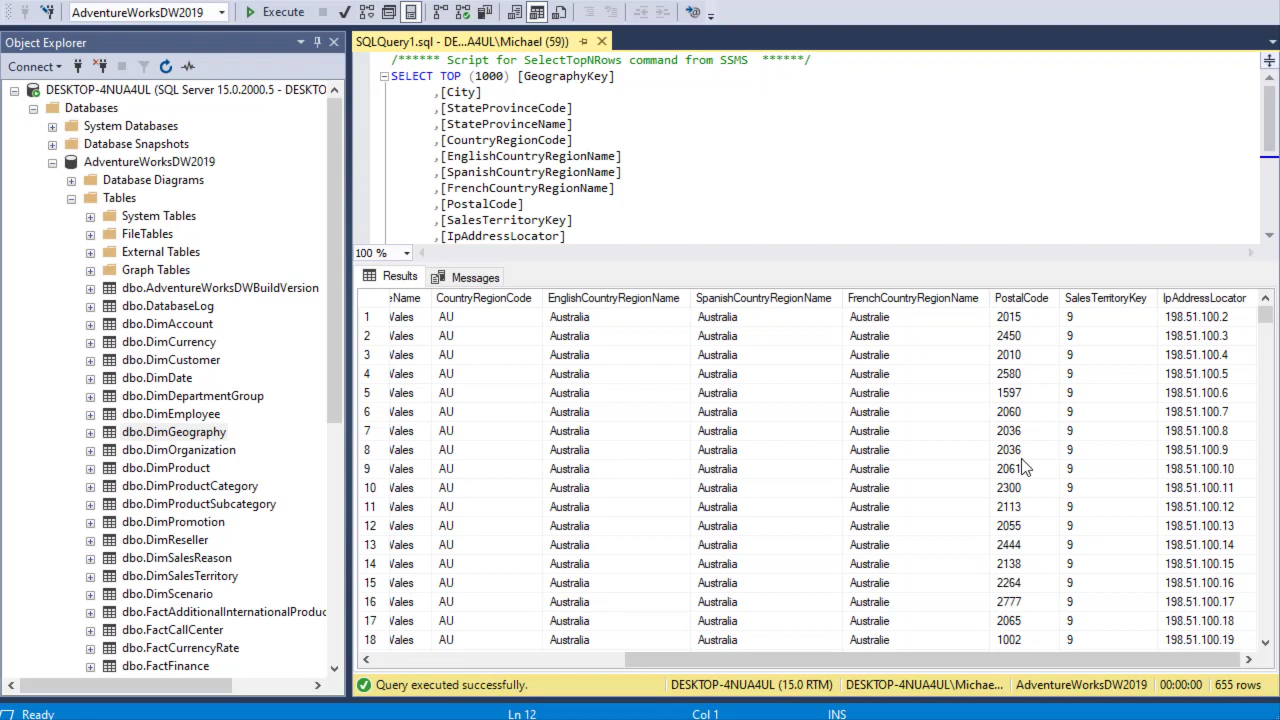 AdventureWorksDW2019
Execute
Object Explorer
SQLQuery1.sql - DE...A4UL\Michael (59))
Connect
DESKTOP-4NUA4UL (SQL Server 15.0.2000.5 - DESKTO
Databases
System Databases
Database Snapshots
AdventureWorksDW2019
Database Diagrams
Tables
System Tables
FileTables
External Tables
Graph Tables
dbo.AdventureWorksDWBuildVersion
dbo.DatabaseLog
dbo.DimAccount
dbo.DimCurrency
dbo.DimCustomer
dbo.DimDate
dbo.DimDepartmentGroup
dbo.DimEmployee
dbo.DimGeography
dbo.DimOrganization
dbo.DimProduct
dbo.DimProductCategory
dbo.DimProductSubcategory
dbo.DimPromotion
dbo.DimReseller
dbo.DimSalesReason
dbo.DimSalesTerritory
dbo.DimScenario
dbo.FactAdditionalInternationalProduc
dbo.FactCallCenter
dbo.FactCurrencyRate
dbo.FactFinance
/****** Script for SelectTopNRows command from SSMS ******/
SELECT TOP (1000) [GeographyKey]
,[City]
,[StateProvinceCode]
,[StateProvinceName]
,[CountryRegionCode]
,[EnglishCountryRegionName]
,[SpanishCountryRegionName]
,[FrenchCountryRegionName]
,[PostalCode]
,[SalesTerritoryKey]
,[IpAddressLocator]
100 %
Results Messages
eName CountryRegionCode EnglishCountryRegionName SpanishCountryRegionName FrenchCountryRegionName PostalCode SalesTerritoryKey IpAddressLocator
1 Wales AU Australia Australia Australie 2015 9 198.51.100.2
2 Wales AU Australia Australia Australie 2450 9 198.51.100.3
3 Wales AU Australia Australia Australie 2010 9 198.51.100.4
4 Wales AU Australia Australia Australie 2580 9 198.51.100.5
5 Wales AU Australia Australia Australie 1597 9 198.51.100.6
6 Wales AU Australia Australia Australie 2060 9 198.51.100.7
7 Wales AU Australia Australia Australie 2036 9 198.51.100.8
8 Wales AU Australia Australia Australie 2036 9 198.51.100.9
9 Wales AU Australia Australia Australie 2061 9 198.51.100.10
10 Wales AU Australia Australia Australie 2300 9 198.51.100.11
11 Wales AU Australia Australia Australie 2113 9 198.51.100.12
12 Wales AU Australia Australia Australie 2055 9 198.51.100.13
13 Wales AU Australia Australia Australie 2444 9 198.51.100.14
14 Wales AU Australia Australia Australie 2138 9 198.51.100.15
15 Wales AU Australia Australia Australie 2264 9 198.51.100.16
16 Wales AU Australia Australia Australie 2777 9 198.51.100.17
17 Wales AU Australia Australia Australie 2065 9 198.51.100.18
18 Wales AU Australia Australia Australie 1002 9 198.51.100.19
Query executed successfully. DESKTOP-4NUA4UL (15.0 RTM) DESKTOP-4NUA4UL\Michae... AdventureWorksDW2019 00:00:00 655 rows
Ready Ln 12 Col 1 INS